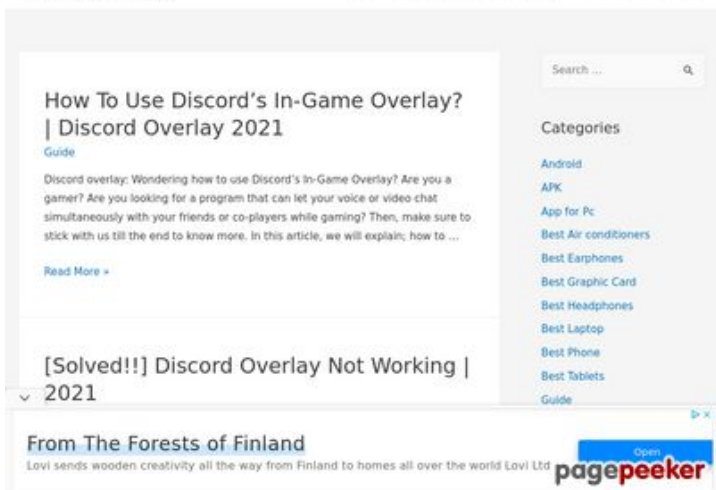 Search ...
How To Use Discord's In-Game Overlay?
| Discord Overlay 2021
Guide
Discord overlay: Wondering how to use Discord's In-Game Overlay? Are you a
gamer? Are you looking for a program that can let your voice or video chat
simultaneously with your friends or co-players while gaming? Then, make sure to
stick with us till the end to know more. In this article, we will explain; how to ...
Read More »
[Solved!!] Discord Overlay Not Working |
2021
Categories
Android
APK
App for Pc
Best Air conditioners
Best Earphones
Best Graphic Card
Best Headphones
Best Laptop
Best Phone
Best Tablets
Guide
From The Forests of Finland
Lovi sends wooden creativity all the way from Finland to homes all over the world Lovi Ltd
Open
pagepeeker